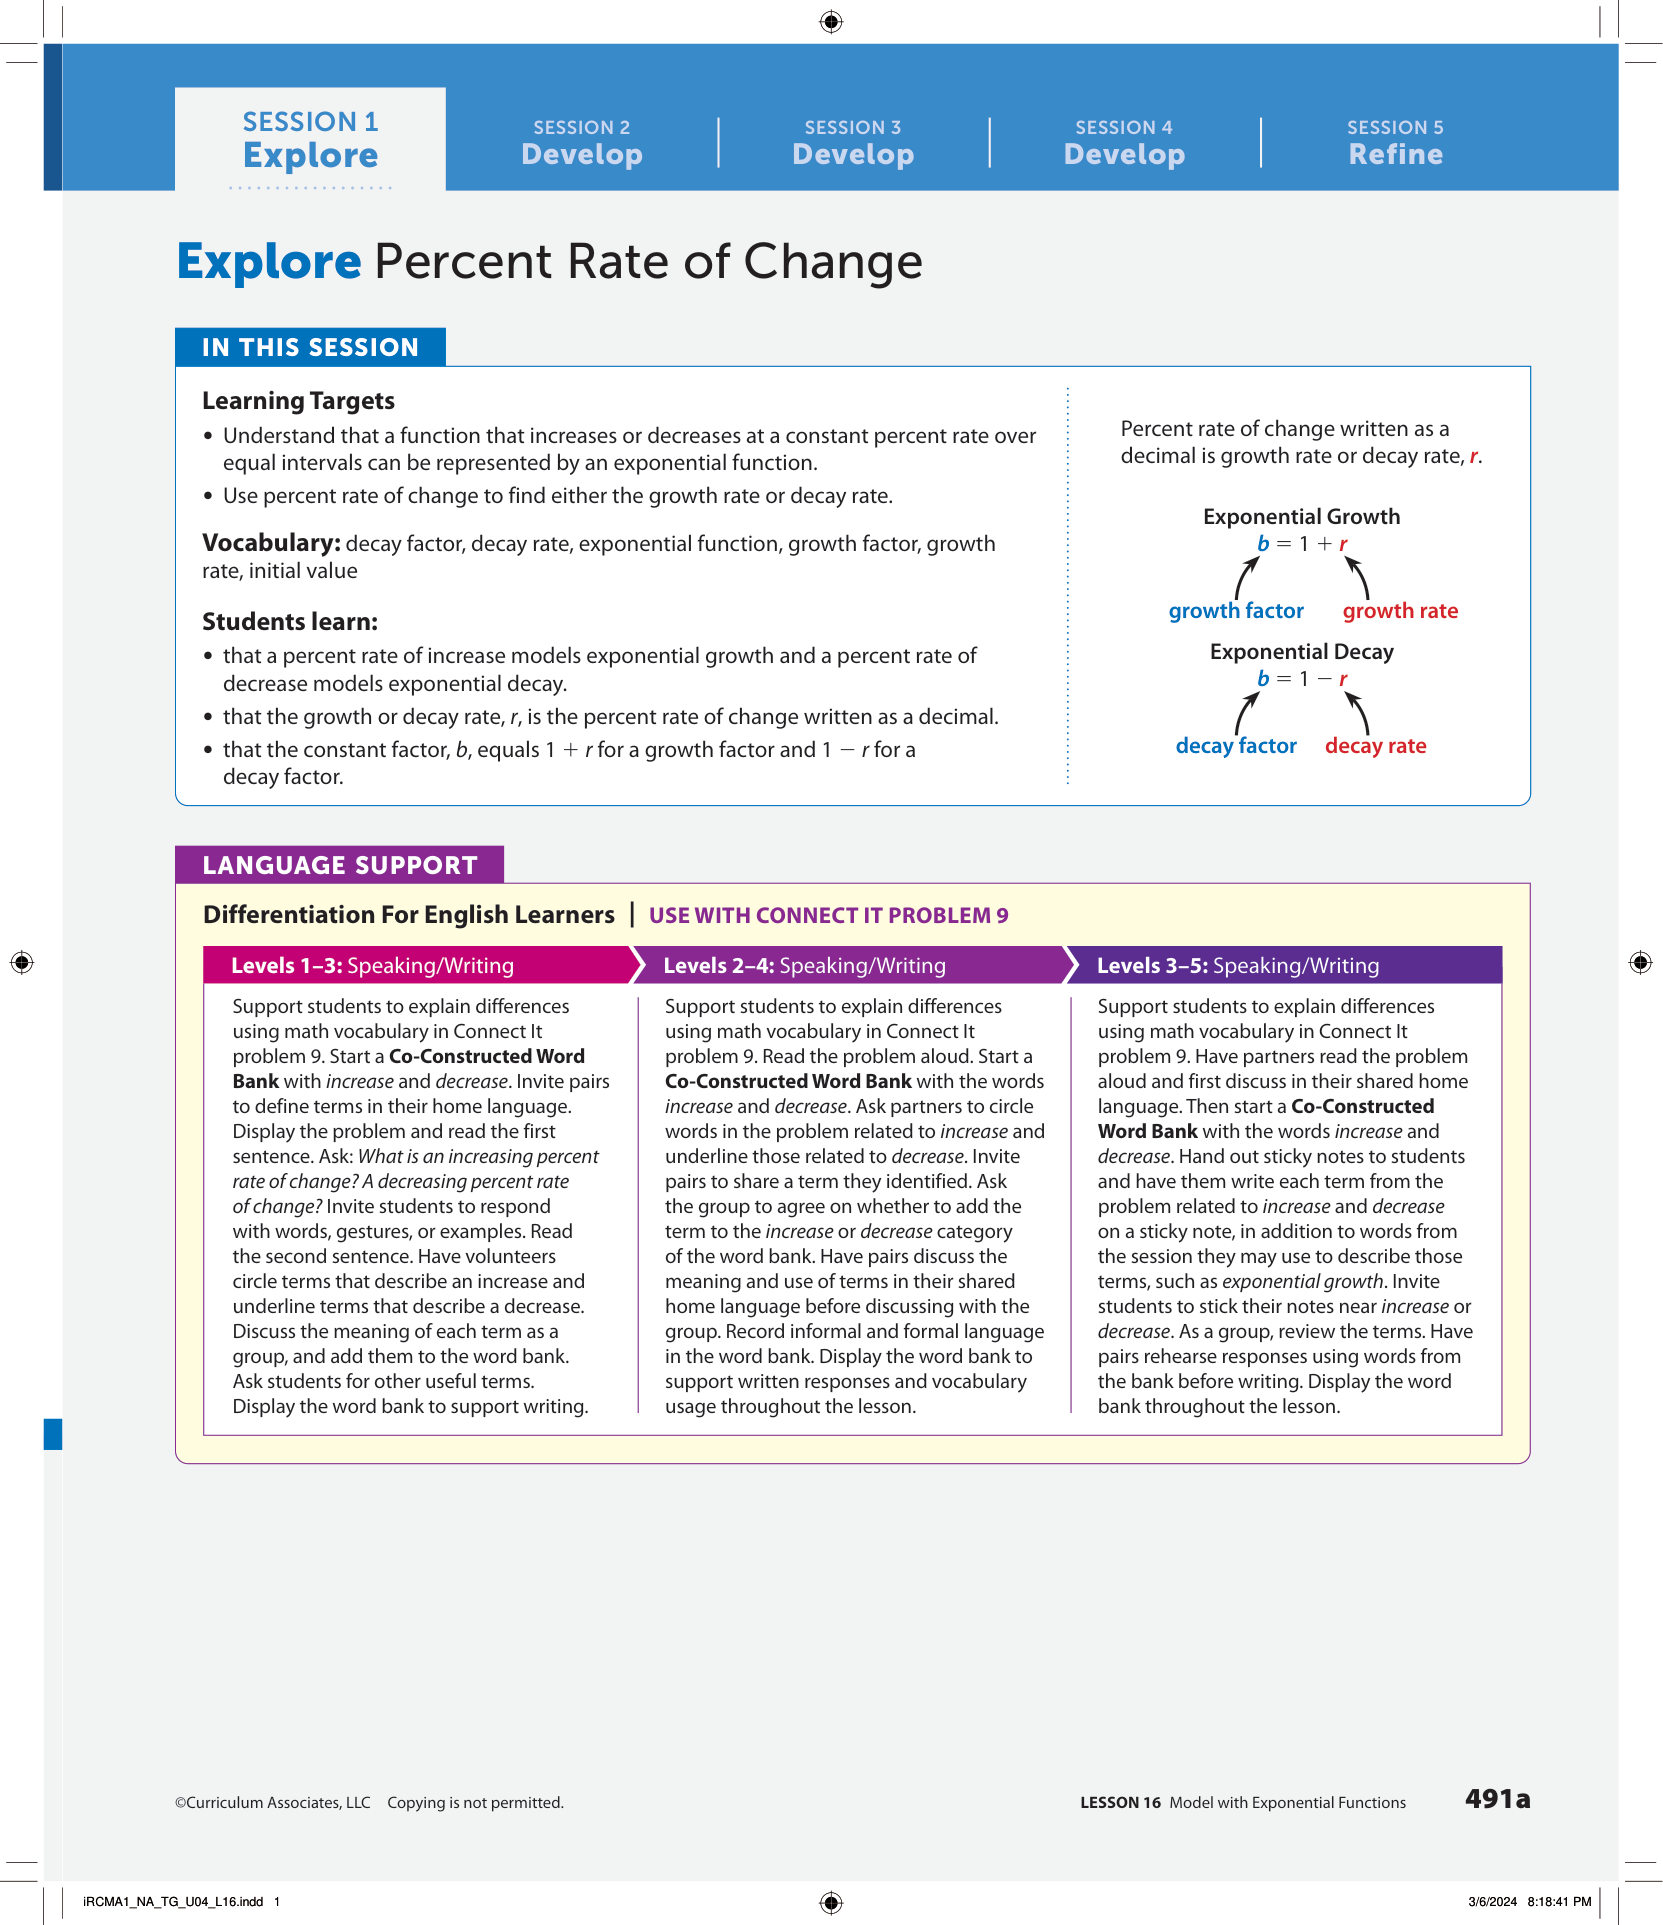 SESSION 1
Explore
SESSION 2
Develop
SESSION 3
Develop
SESSION 4
Develop
SESSION 5
Refine
Explore Percent Rate of Change
IN THIS SESSION
Learning Targets
• Understand that a function that increases or decreases at a constant percent rate over
equal intervals can be represented by an exponential function.
• Use percent rate of change to find either the growth rate or decay rate.
Vocabulary: decay factor, decay rate, exponential function, growth factor, growth
rate, initial value
Students learn:
• that a percent rate of increase models exponential growth and a percent rate of
decrease models exponential decay.
• that the growth or decay rate, r, is the percent rate of change written as a decimal.
• that the constant factor, b, equals 1 + r for a growth factor and 1 − r for a
decay factor.
Percent rate of change written as a
decimal is growth rate or decay rate, r.
Exponential Growth
b = 1 + r
growth factor growth rate
Exponential Decay
b = 1 − r
decay factor decay rate
LANGUAGE SUPPORT
Differentiation For English Learners | USE WITH CONNECT IT PROBLEM 9
Levels 1–3: Speaking/Writing
Support students to explain differences
using math vocabulary in Connect It
problem 9. Start a Co-Constructed Word
Bank with increase and decrease. Invite pairs
to define terms in their home language.
Display the problem and read the first
sentence. Ask: What is an increasing percent
rate of change? A decreasing percent rate
of change? Invite students to respond
with words, gestures, or examples. Read
the second sentence. Have volunteers
circle terms that describe an increase and
underline terms that describe a decrease.
Discuss the meaning of each term as a
group, and add them to the word bank.
Ask students for other useful terms.
Display the word bank to support writing.
Levels 2–4: Speaking/Writing
Support students to explain differences
using math vocabulary in Connect It
problem 9. Read the problem aloud. Start a
Co-Constructed Word Bank with the words
increase and decrease. Ask partners to circle
words in the problem related to increase and
underline those related to decrease. Invite
pairs to share a term they identified. Ask
the group to agree on whether to add the
term to the increase or decrease category
of the word bank. Have pairs discuss the
meaning and use of terms in their shared
home language before discussing with the
group. Record informal and formal language
in the word bank. Display the word bank to
support written responses and vocabulary
usage throughout the lesson.
Levels 3–5: Speaking/Writing
Support students to explain differences
using math vocabulary in Connect It
problem 9. Have partners read the problem
aloud and first discuss in their shared home
language. Then start a Co-Constructed
Word Bank with the words increase and
decrease. Hand out sticky notes to students
and have them write each term from the
problem related to increase and decrease
on a sticky note, in addition to words from
the session they may use to describe those
terms, such as exponential growth. Invite
students to stick their notes near increase or
decrease. As a group, review the terms. Have
pairs rehearse responses using words from
the bank before writing. Display the word
bank throughout the lesson.
©Curriculum Associates, LLC Copying is not permitted.
LESSON 16 Model with Exponential Functions 491a
iRCMA1_NA_TG_U04_L16.indd 1
3/6/2024 8:18:41 PM